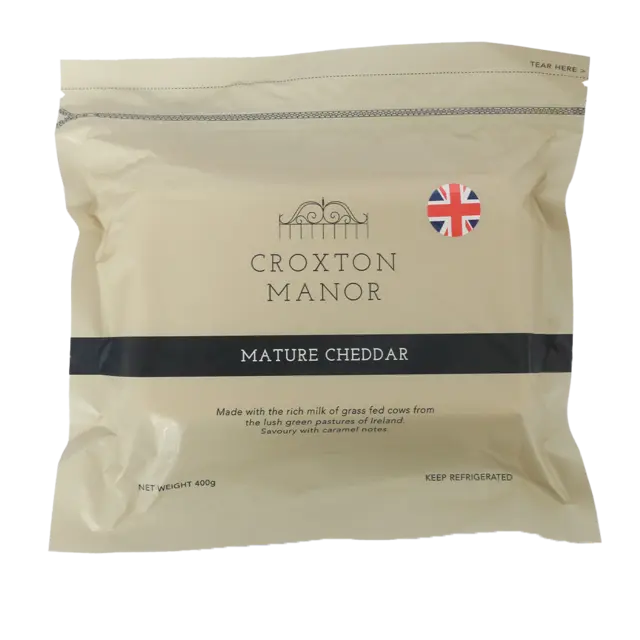 TEAR HERE >
CROXTON
MANOR
MATURE CHEDDAR
Made with the rich milk of grass fed cows from
the lush green pastures of Ireland.
Savoury with caramel notes
NET WEIGHT 400g
KEEP REFRIGERATED